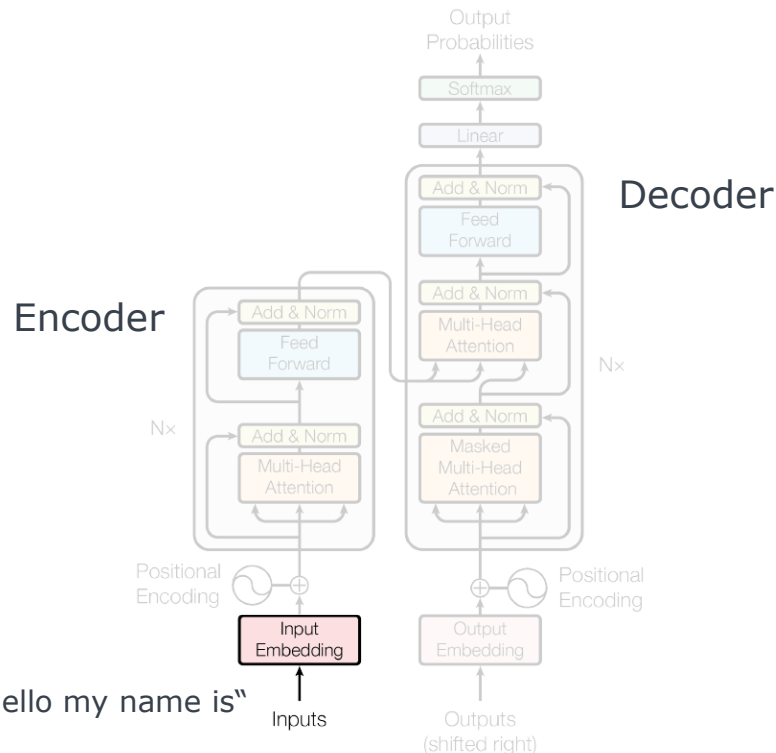 Output
Probabilities
Softmax
Linear
Add & Norm
Feed
Forward
Decoder
Add & Norm
Multi-Head
Attention
Nx
Add & Norm
Masked
Multi-Head
Attention
Encoder
Add & Norm
Feed
Forward
Nx
Add & Norm
Multi-Head
Attention
Positional
Encoding
Positional
Encoding
Input
Embedding
Output
Embedding
ello my name is“
Inputs
Outputs
(shifted right)